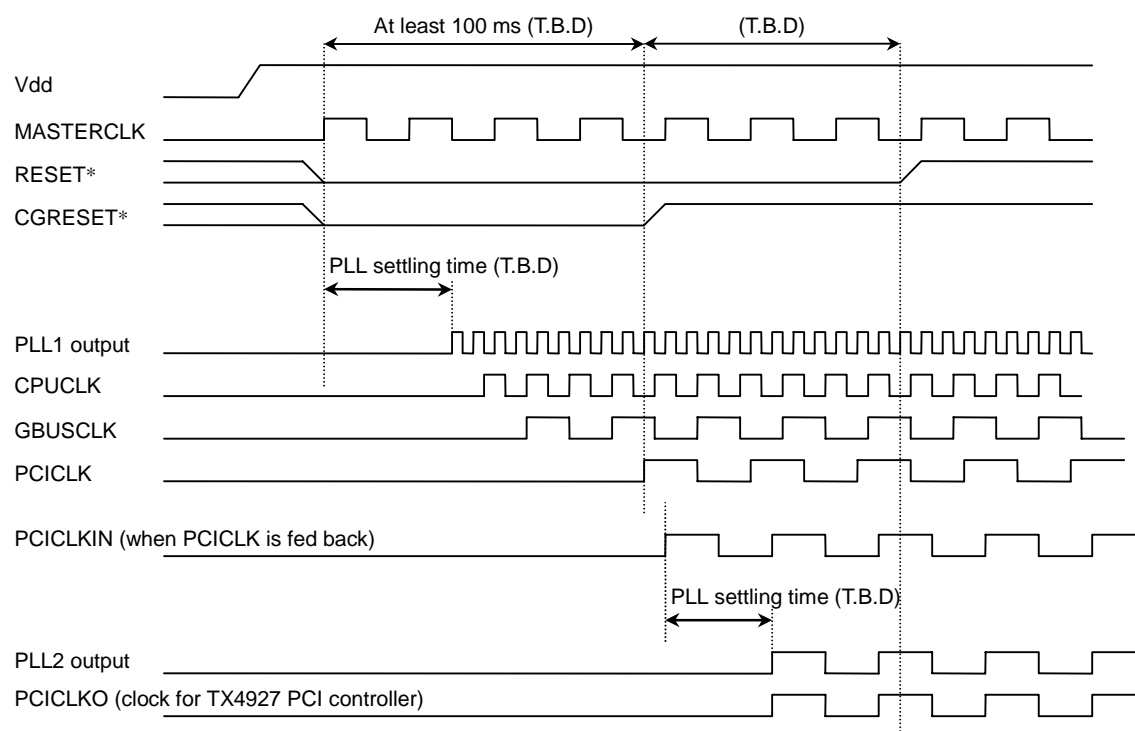 At least 100 ms (T.B.D)
(T.B.D)
Vdd
MASTERCLK
RESET*
CGRESET*
PLL settling time (T.B.D)
PLL1 output
CPUCLK
GBUSCLK
PCICLK
PCICLKIN (when PCICLK is fed back)
PLL settling time (T.B.D)
PLL2 output
PCICLKO (clock for TX4927 PCI controller)